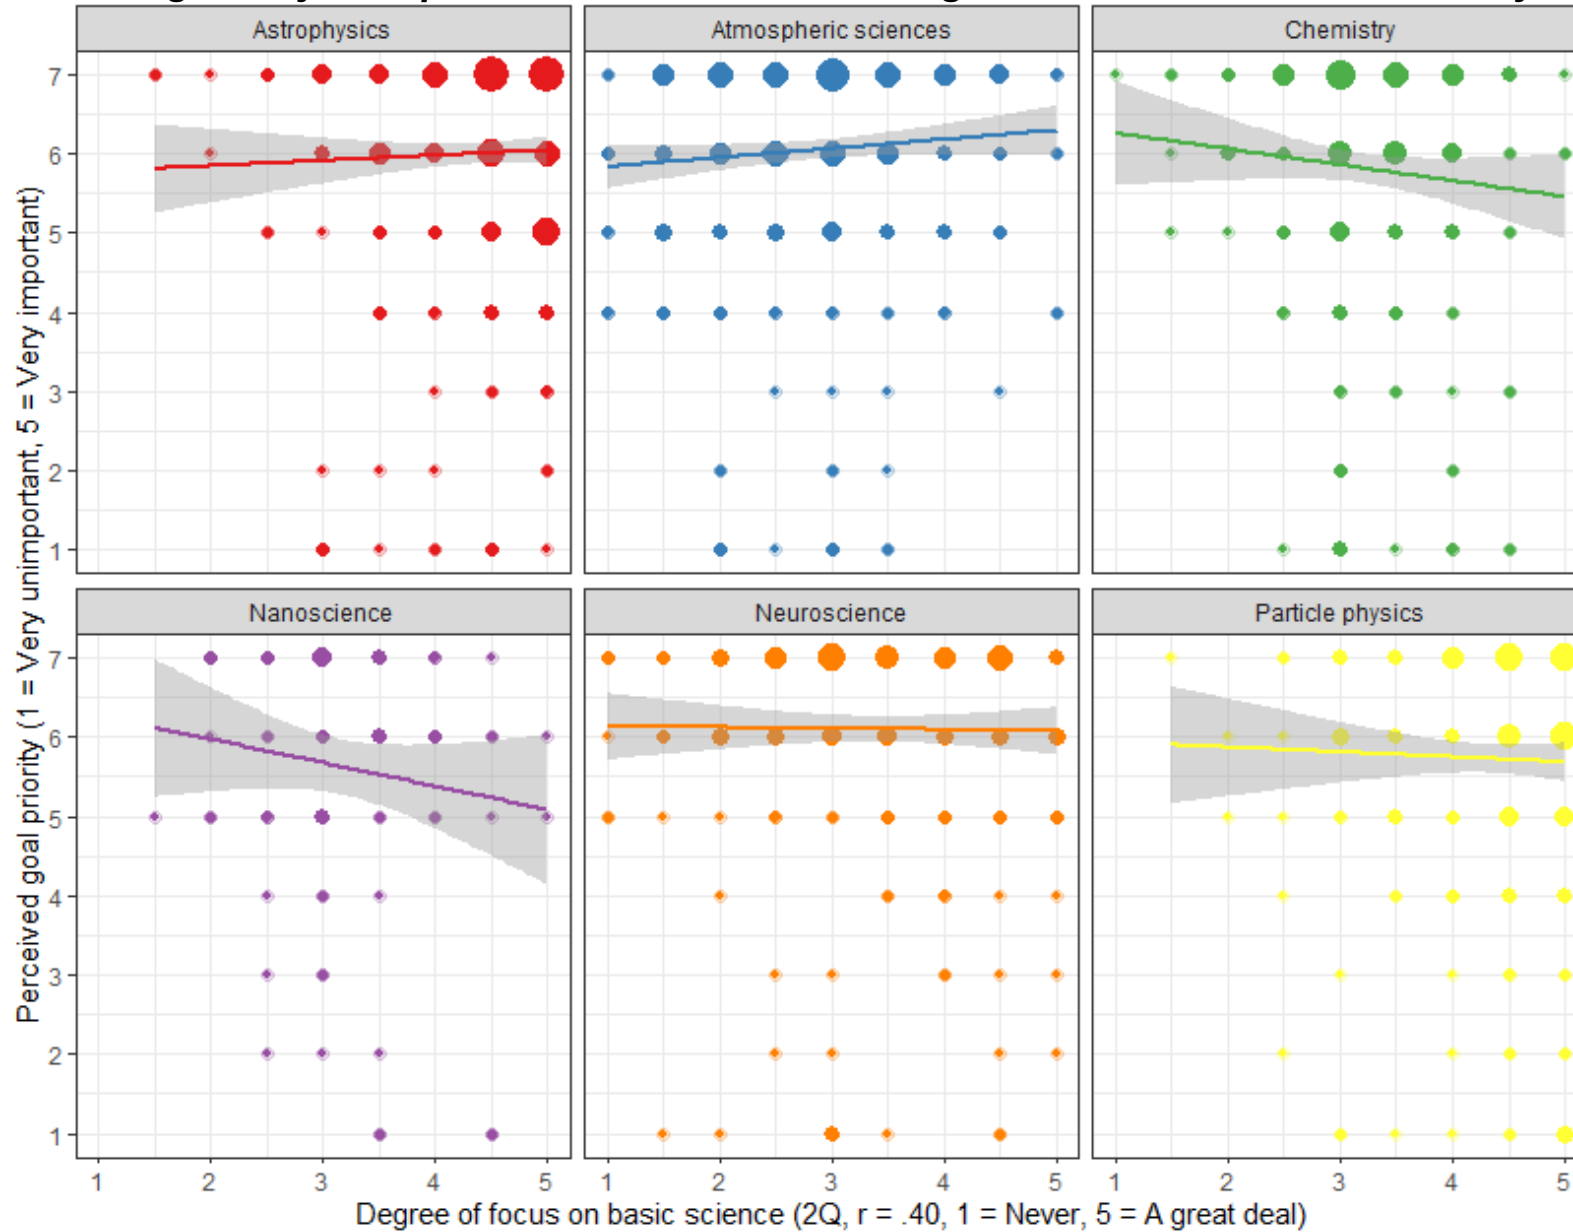 Astrophysics Atmospheric sciences Chemistry
7
6
5
4
3
2
1
Nanoscience Neuroscience Particle physics
7
6
5
4
3
2
1
1 2 3 4 5 1 2 3 4 5 1 2 3 4 5
Degree of focus on basic science (2Q, r = .40, 1 = Never, 5 = A great deal)
Perceived goal priority (1 = Very unimportant, 5 = Very important)